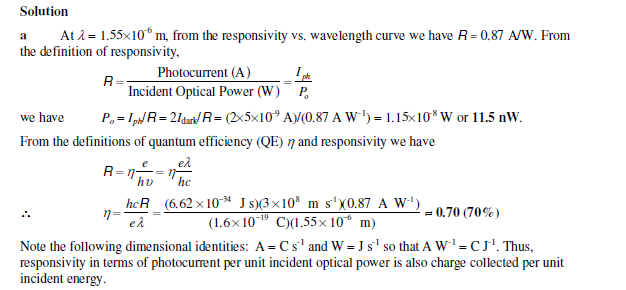 Solution
a At λ = 1.55×10⁻⁶ m, from the responsivity vs. wavelength curve we have R ≈ 0.87 A/W. From
the definition of responsivity,
R = Photocurrent (A) / Incident Optical Power (W) = I_ph / P_o
we have P_o = I_ph/R = 2I_dark/R = (2×5×10⁻⁹ A)/(0.87 A W⁻¹) = 1.15×10⁻⁸ W or 11.5 nW.
From the definitions of quantum efficiency (QE) η and responsivity we have
R = η e/hυ = η eλ/hc
∴ η = hcR/eλ = (6.62×10⁻³⁴ J s)(3×10⁸ m s⁻¹)(0.87 A W⁻¹) / (1.6×10⁻¹⁹ C)(1.55×10⁻⁶ m) ≈ 0.70 (70%)
Note the following dimensional identities: A = C s⁻¹ and W = J s⁻¹ so that A W⁻¹ = C J⁻¹. Thus,
responsivity in terms of photocurrent per unit incident optical power is also charge collected per unit
incident energy.